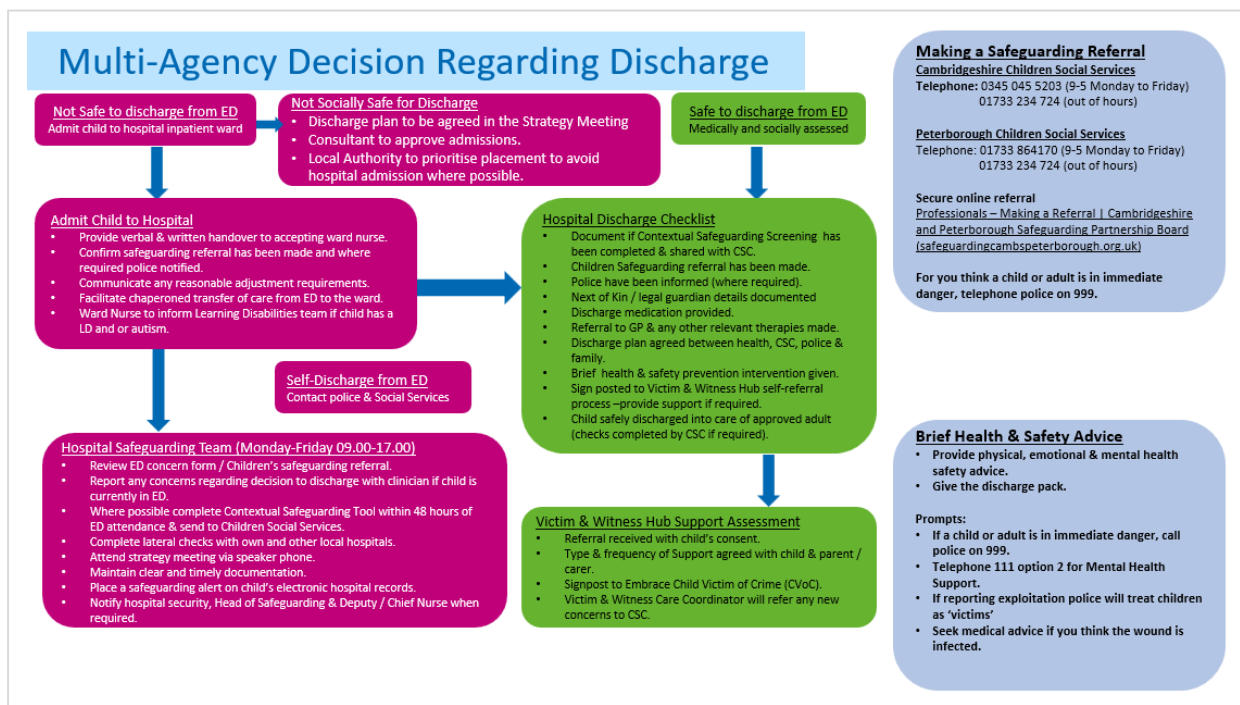 Multi-Agency Decision Regarding Discharge
Not Safe to discharge from ED
Admit child to hospital inpatient ward
Not Socially Safe for Discharge
• Discharge plan to be agreed in the Strategy Meeting
• Consultant to approve admissions.
• Local Authority to prioritise placement to avoid
hospital admission where possible.
Safe to discharge from ED
Medically and socially assessed
Admit Child to Hospital
• Provide verbal & written handover to accepting ward nurse.
• Confirm safeguarding referral has been made and where
required police notified.
• Communicate any reasonable adjustment requirements.
• Facilitate chaperoned transfer of care from ED to the ward.
• Ward Nurse to inform Learning Disabilities team if child has a
LD and or autism.
Hospital Discharge Checklist
• Document if Contextual Safeguarding Screening has
been completed & shared with CSC.
• Children Safeguarding referral has been made.
• Police have been informed (where required).
• Next of Kin / legal guardian details documented
• Discharge medication provided.
• Referral to GP & any other relevant therapies made.
• Discharge plan agreed between health, CSC, police &
family.
• Brief health & safety prevention intervention given.
• Sign posted to Victim & Witness Hub self-referral
process –provide support if required.
• Child safely discharged into care of approved adult
(checks completed by CSC if required).
Self-Discharge from ED
Contact police & Social Services
Hospital Safeguarding Team (Monday-Friday 09.00-17.00)
• Review ED concern form / Children's safeguarding referral.
• Report any concerns regarding decision to discharge with clinician if child is
currently in ED.
• Where possible complete Contextual Safeguarding Tool within 48 hours of
ED attendance & send to Children Social Services.
• Complete lateral checks with own and other local hospitals.
• Attend strategy meeting via speaker phone.
• Maintain clear and timely documentation.
• Place a safeguarding alert on child's electronic hospital records.
• Notify hospital security, Head of Safeguarding & Deputy / Chief Nurse when
required.
Victim & Witness Hub Support Assessment
• Referral received with child's consent.
• Type & frequency of Support agreed with child & parent /
carer.
• Signpost to Embrace Child Victim of Crime (CVoC).
• Victim & Witness Care Coordinator will refer any new
concerns to CSC.
Making a Safeguarding Referral
Cambridgeshire Children Social Services
Telephone: 0345 045 5203 (9-5 Monday to Friday)
01733 234 724 (out of hours)
Peterborough Children Social Services
Telephone: 01733 864170 (9-5 Monday to Friday)
01733 234 724 (out of hours)
Secure online referral
Professionals – Making a Referral | Cambridgeshire
and Peterborough Safeguarding Partnership Board
(safeguardingcambspeterborough.org.uk)
For you think a child or adult is in immediate
danger, telephone police on 999.
Brief Health & Safety Advice
• Provide physical, emotional & mental health
safety advice.
• Give the discharge pack.
Prompts:
• If a child or adult is in immediate danger, call
police on 999.
• Telephone 111 option 2 for Mental Health
Support.
• If reporting exploitation police will treat children
as 'victims'
• Seek medical advice if you think the wound is
infected.